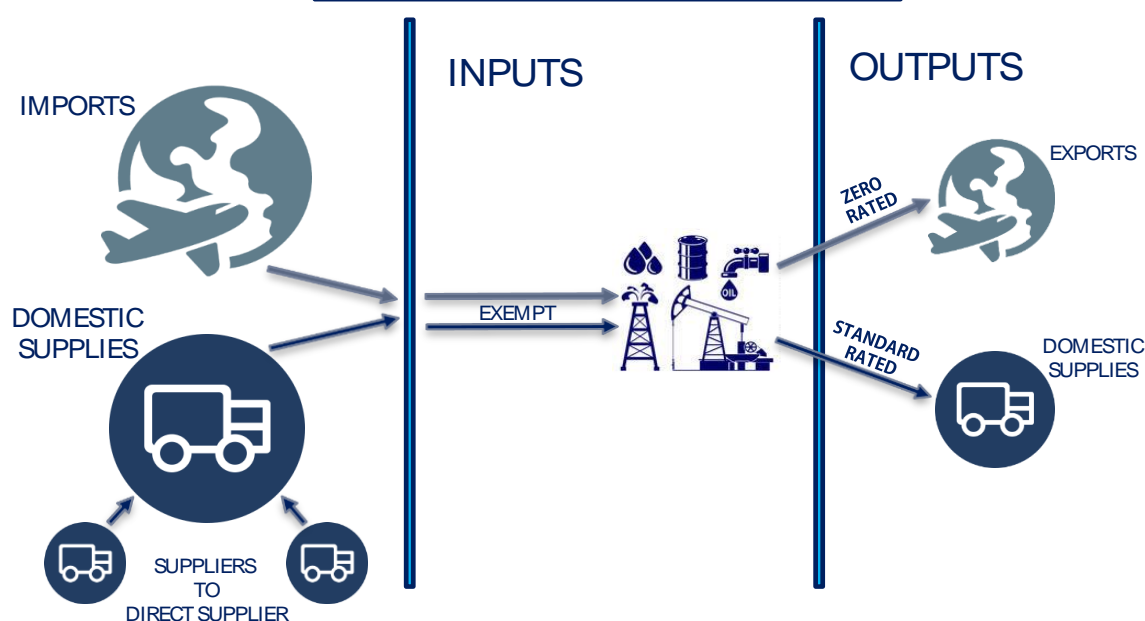 INPUTS
OUTPUTS
IMPORTS
EXPORTS
ZERO
RATED
EXEMPT
OIL
DOMESTIC
SUPPLIES
STANDARD
RATED
DOMESTIC
SUPPLIES
SUPPLIERS
TO
DIRECT SUPPLIER